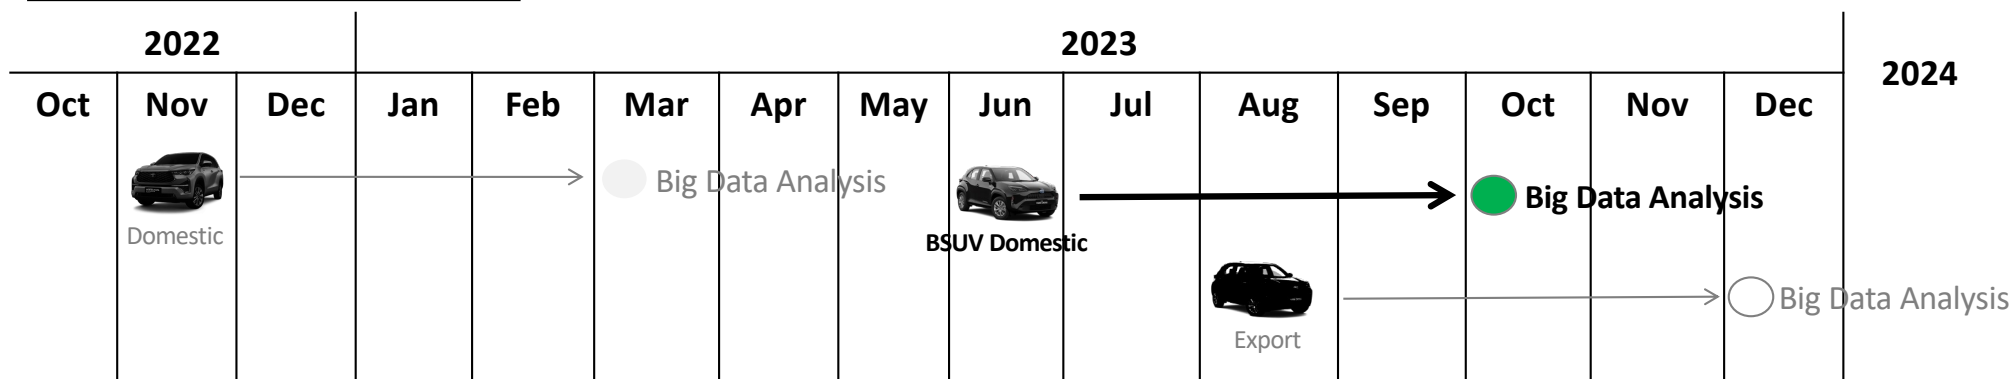 2022
2023
2024
Oct Nov Dec Jan Feb Mar Apr May Jun Jul Aug Sep Oct Nov Dec
Big Data Analysis
Big Data Analysis
Domestic
BSUV Domestic
Big Data Analysis
Export